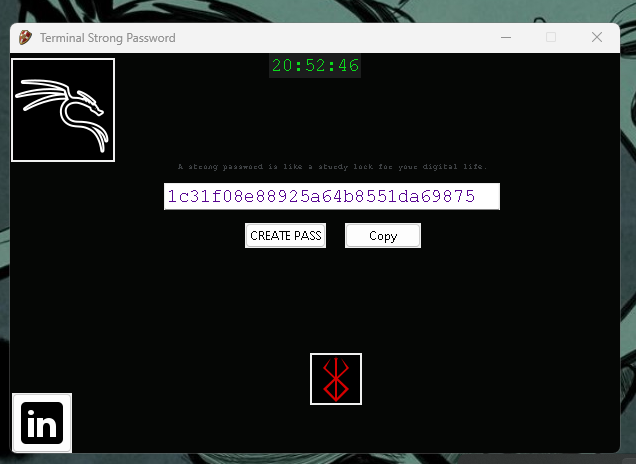 Terminal Strong Password
20:52:46
A strong password is like a sturdy lock for your digital life.
1c31f08e88925a64b8551da69875
CREATE PASS Copy
in